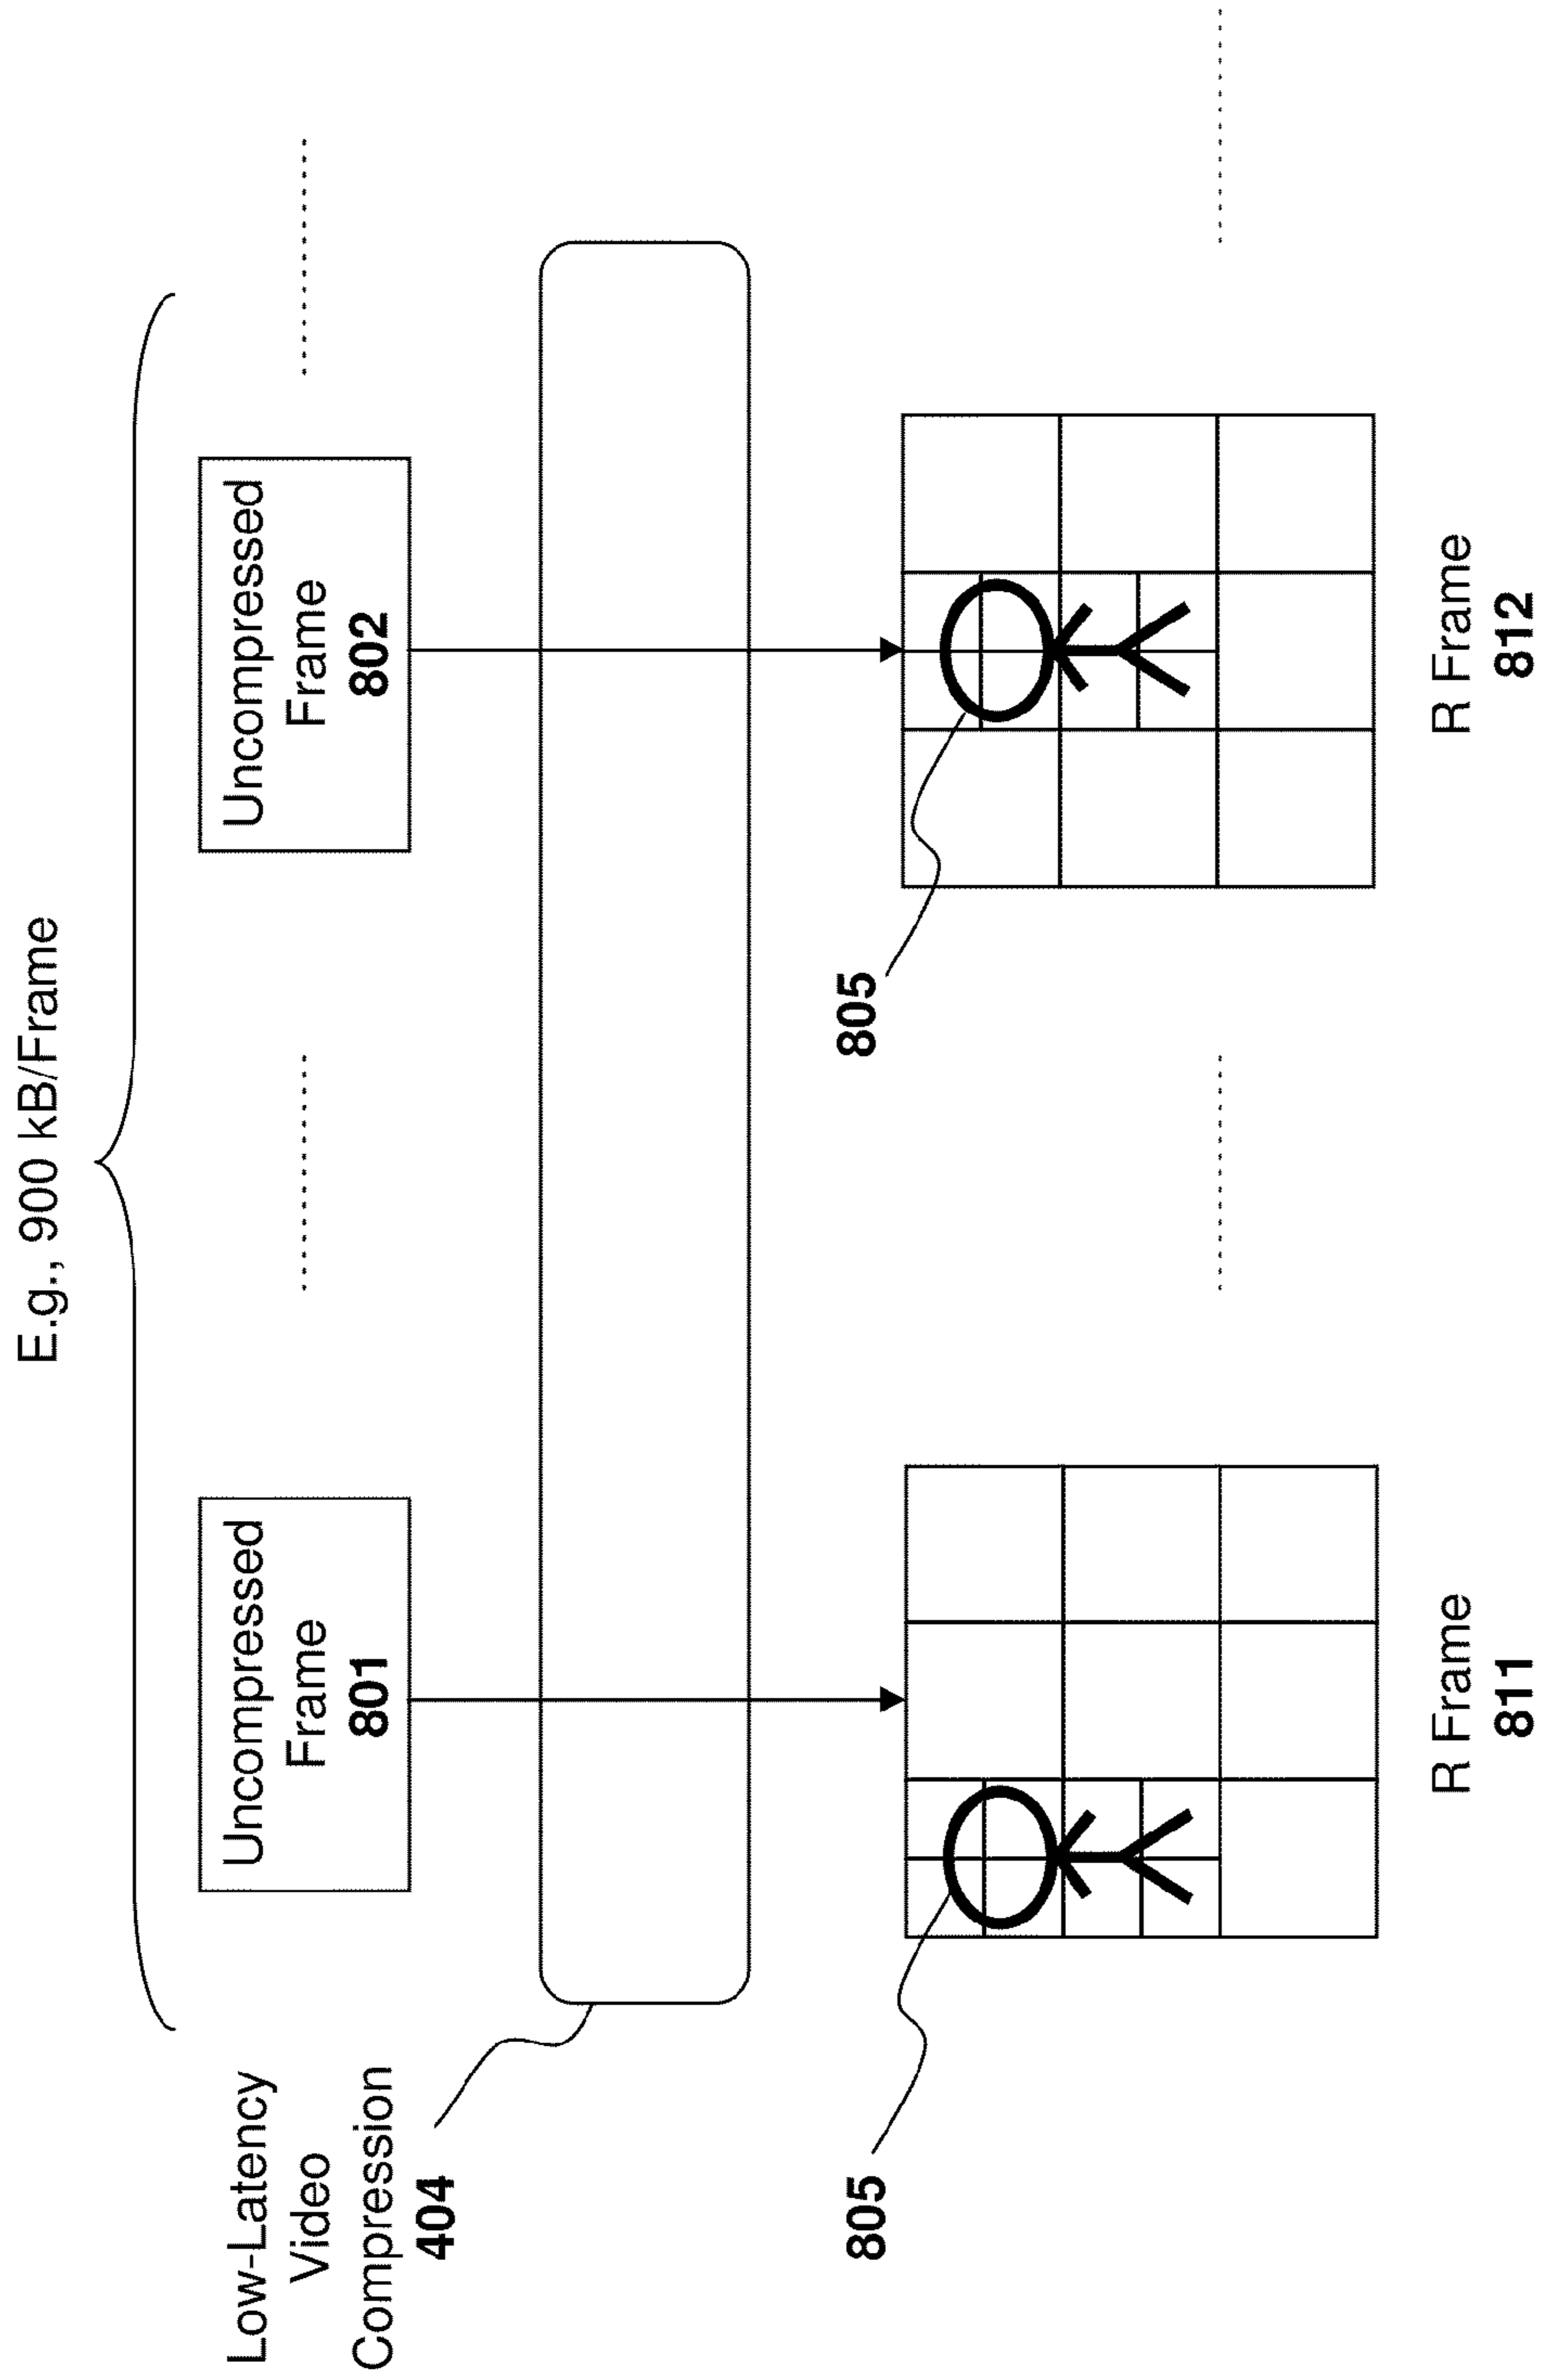 E.g., 900 kB/Frame
Uncompressed
Frame
801
Uncompressed
Frame
802
Low-Latency
Video
Compression
404
805
805
R Frame
811
R Frame
812